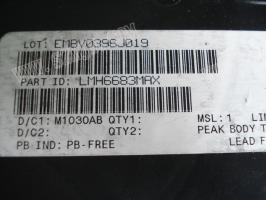 LOT: EMBV0396J019
PART ID: LMH6683MAX
D/C1: M1030AB QTY1: MSL: 1 LI
D/C2: QTY2: PEAK BODY T
PB IND: PB-FREE LEAD F